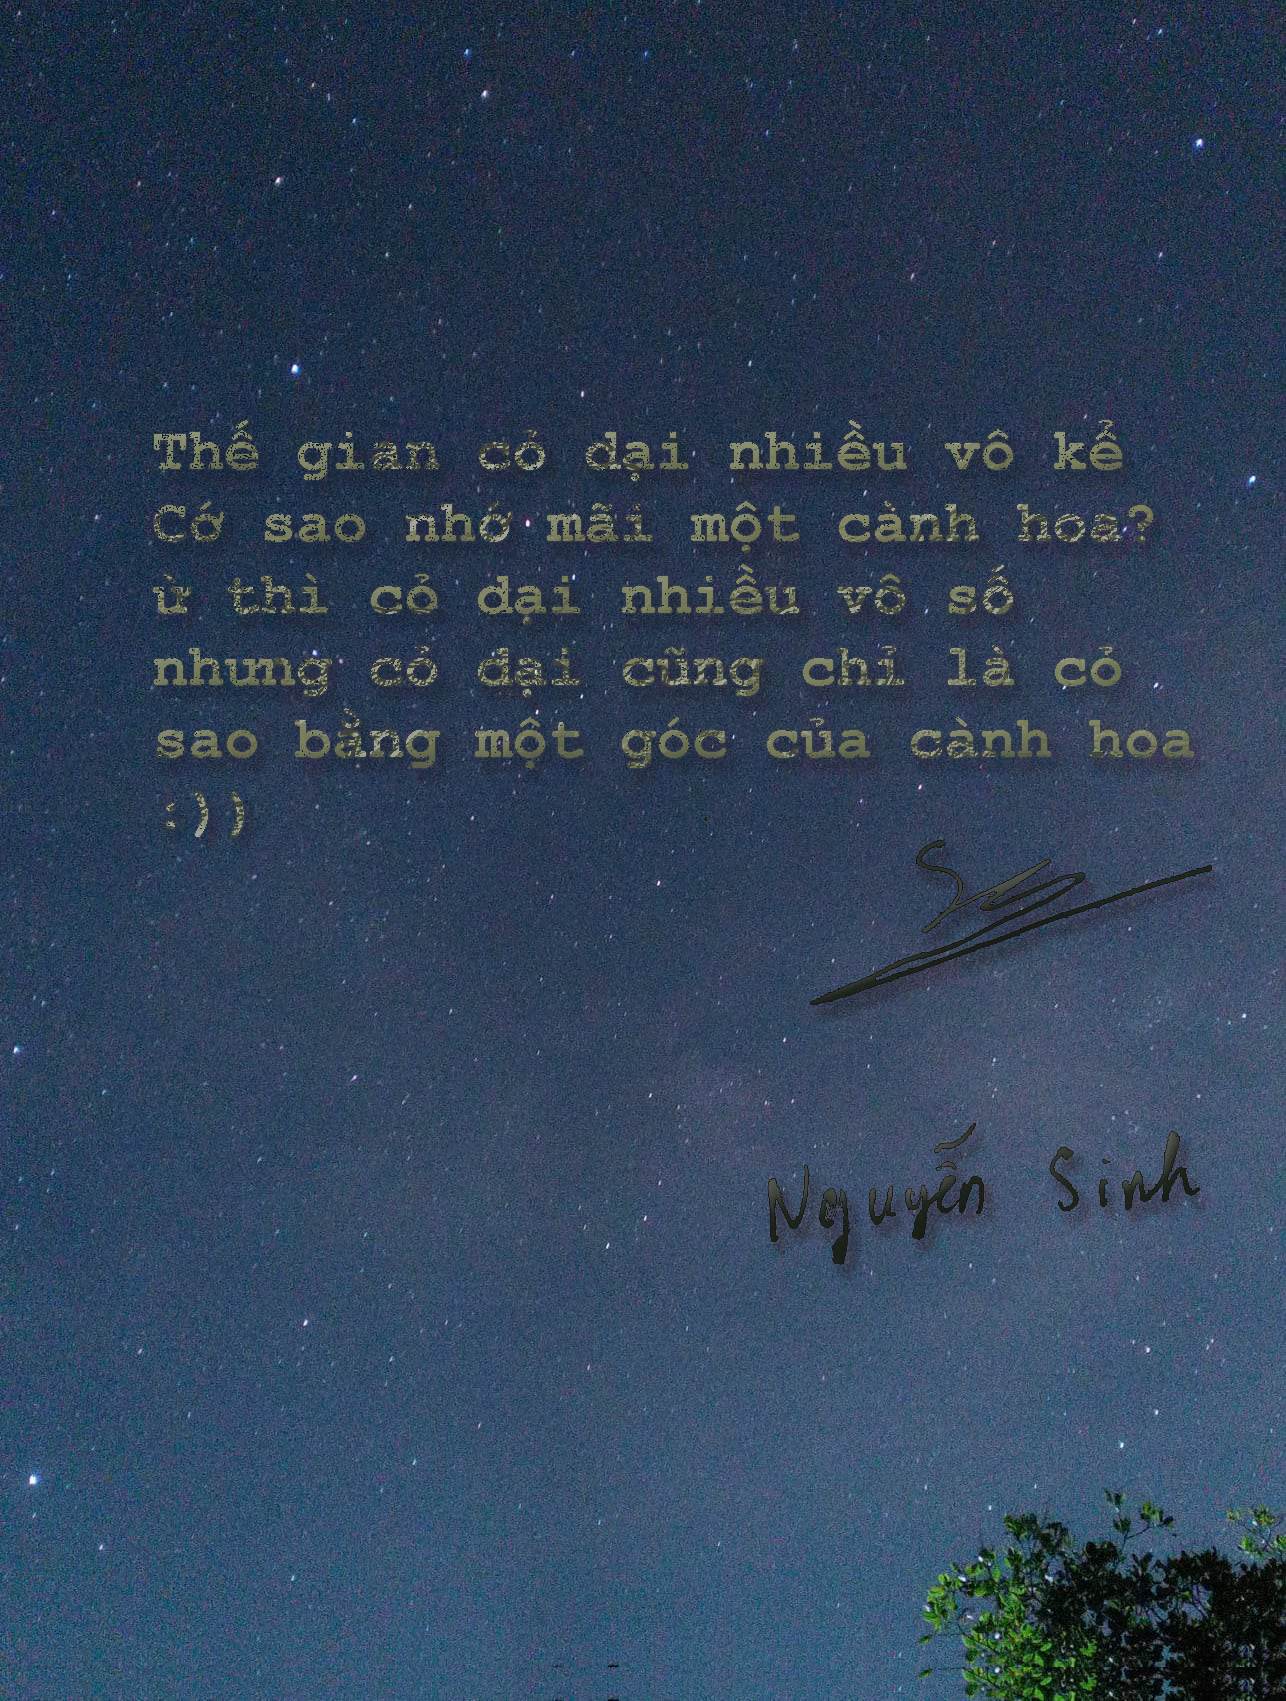 Thế gian cỏ dại nhiều vô kể
Cớ sao nhớ mãi một cành hoa?
ừ thì cỏ dại nhiều vô số
nhưng cỏ dại cũng chỉ là cỏ
sao bằng một góc của cành hoa
:))
Nguyễn Sinh